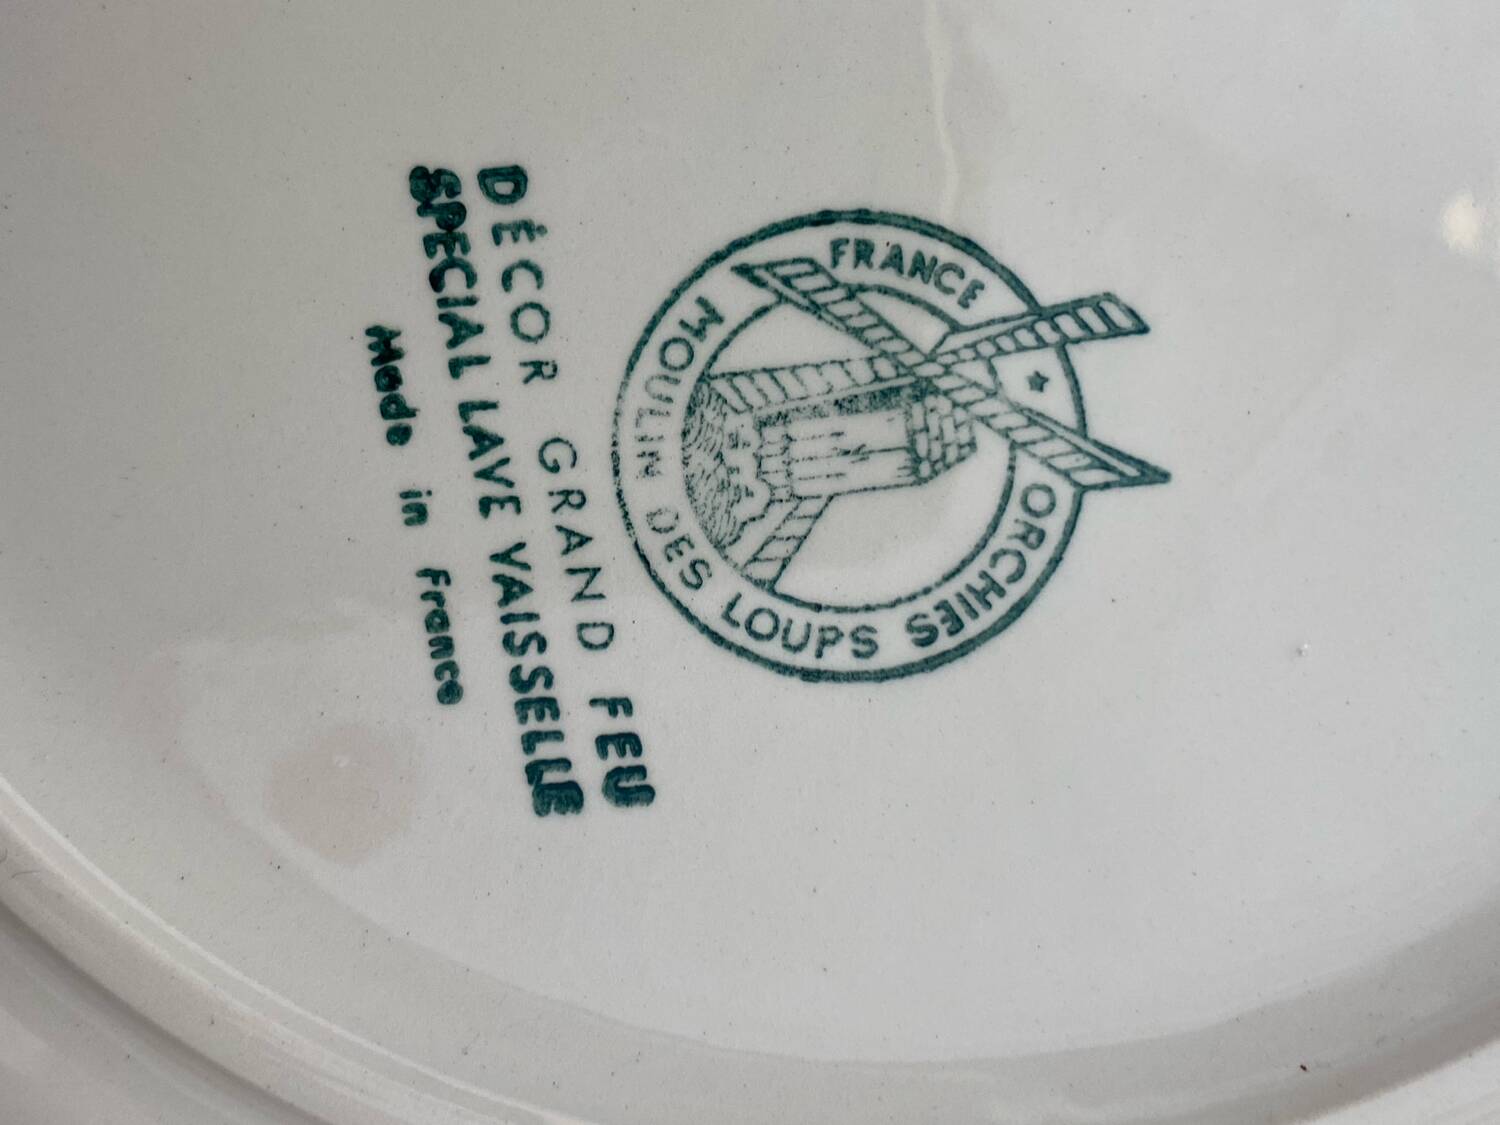 FRANCE
ORCHIES
MOULIN DES LOUPS
DÉCOR GRAND FEU
SPECIAL LAVE VAISSELLE
Made in France